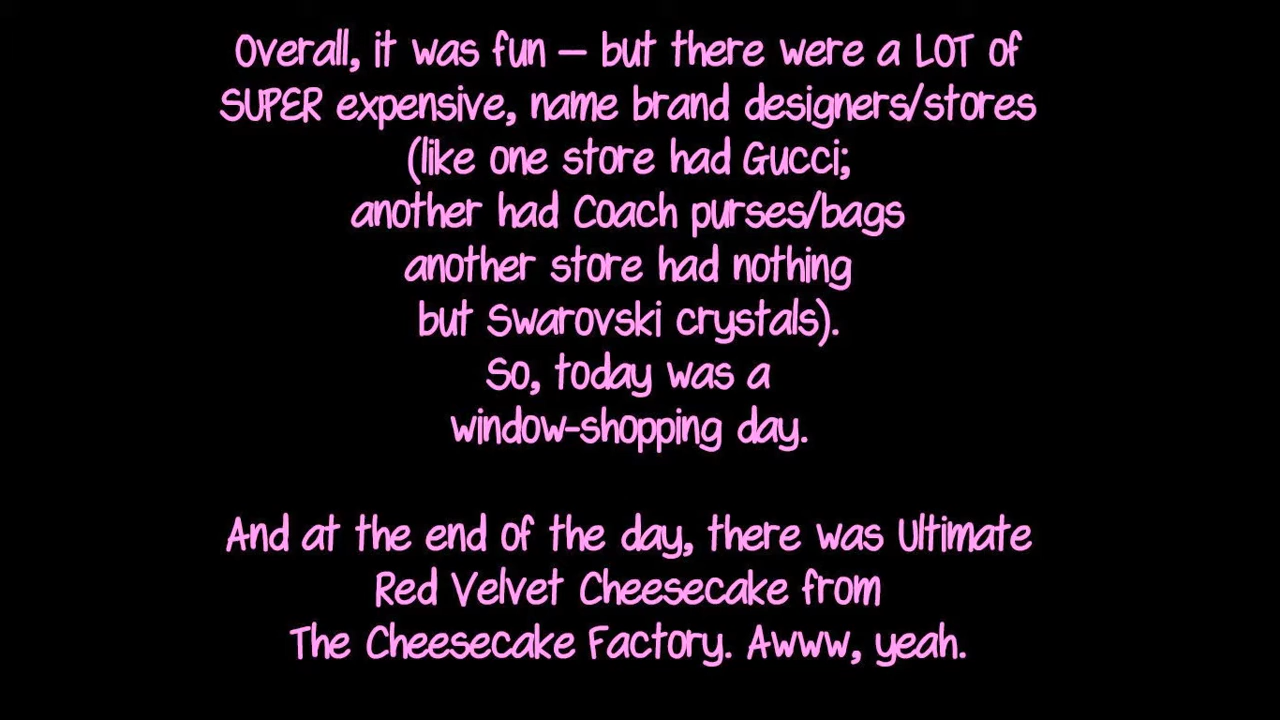 Overall, it was fun – but there were a LOT of
SUPER expensive, name brand designers/stores
(like one store had Gucci;
another had Coach purses/bags
another store had nothing
but Swarovski crystals).
So, today was a
window-shopping day.
And at the end of the day, there was Ultimate
Red Velvet Cheesecake from
The Cheesecake Factory. Awww, yeah.